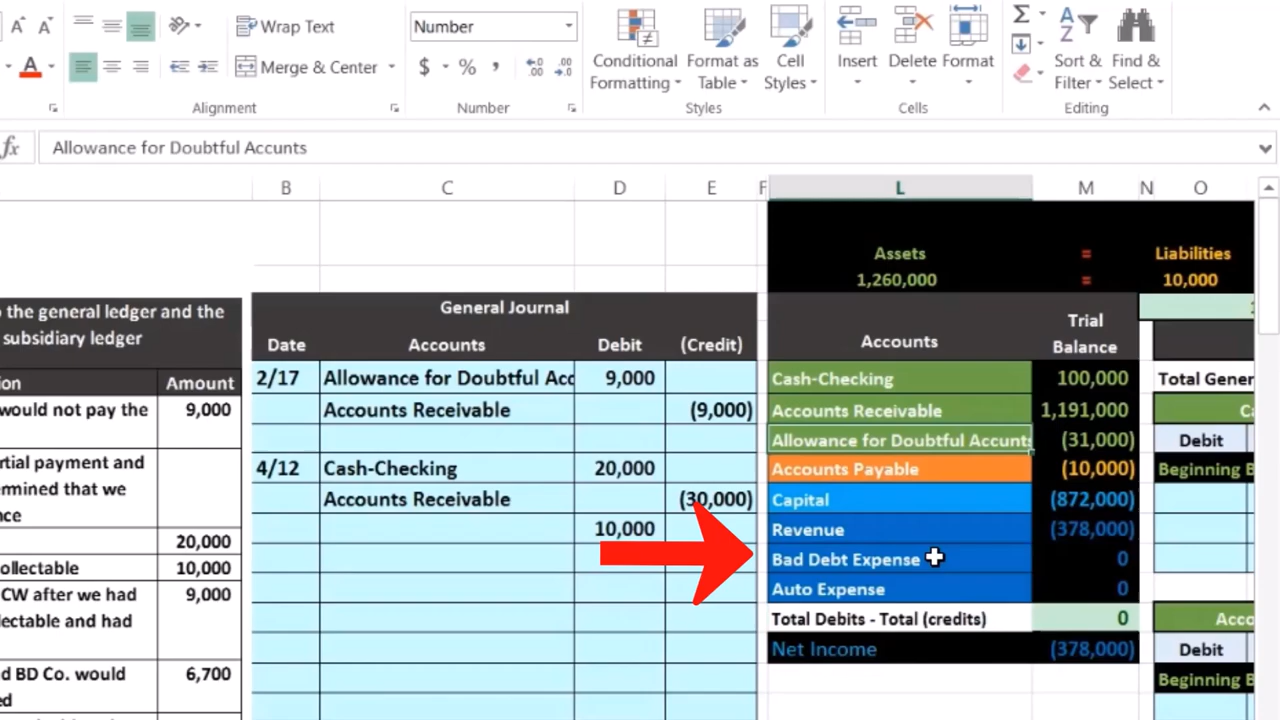 Wrap Text
Number
Merge & Center
$ % ,
Conditional Formatting
Format as Table
Cell Styles
Insert
Delete
Format
Sort & Filter
Find & Select
Alignment
Number
Styles
Cells
Editing
fx Allowance for Doubtful Accunts
B C D E F L M N O
Assets = Liabilities
1,260,000 = 10,000
o the general ledger and the
subsidiary ledger
ion Amount
would not pay the 9,000
rtial payment and
ermined that we
nce
20,000
ollectable 10,000
CW after we had 9,000
lectable and had
d BD Co. would 6,700
ed
General Journal
Date Accounts Debit (Credit)
2/17 Allowance for Doubtful Acc 9,000
Accounts Receivable (9,000)
4/12 Cash-Checking 20,000
Accounts Receivable (30,000)
10,000
Accounts Trial Balance
Cash-Checking 100,000
Accounts Receivable 1,191,000
Allowance for Doubtful Accunts (31,000)
Accounts Payable (10,000)
Capital (872,000)
Revenue (378,000)
Bad Debt Expense 0
Auto Expense 0
Total Debits - Total (credits) 0
Net Income (378,000)
Total Gener
Ca
Debit
Beginning B
Acco
Debit
Beginning B